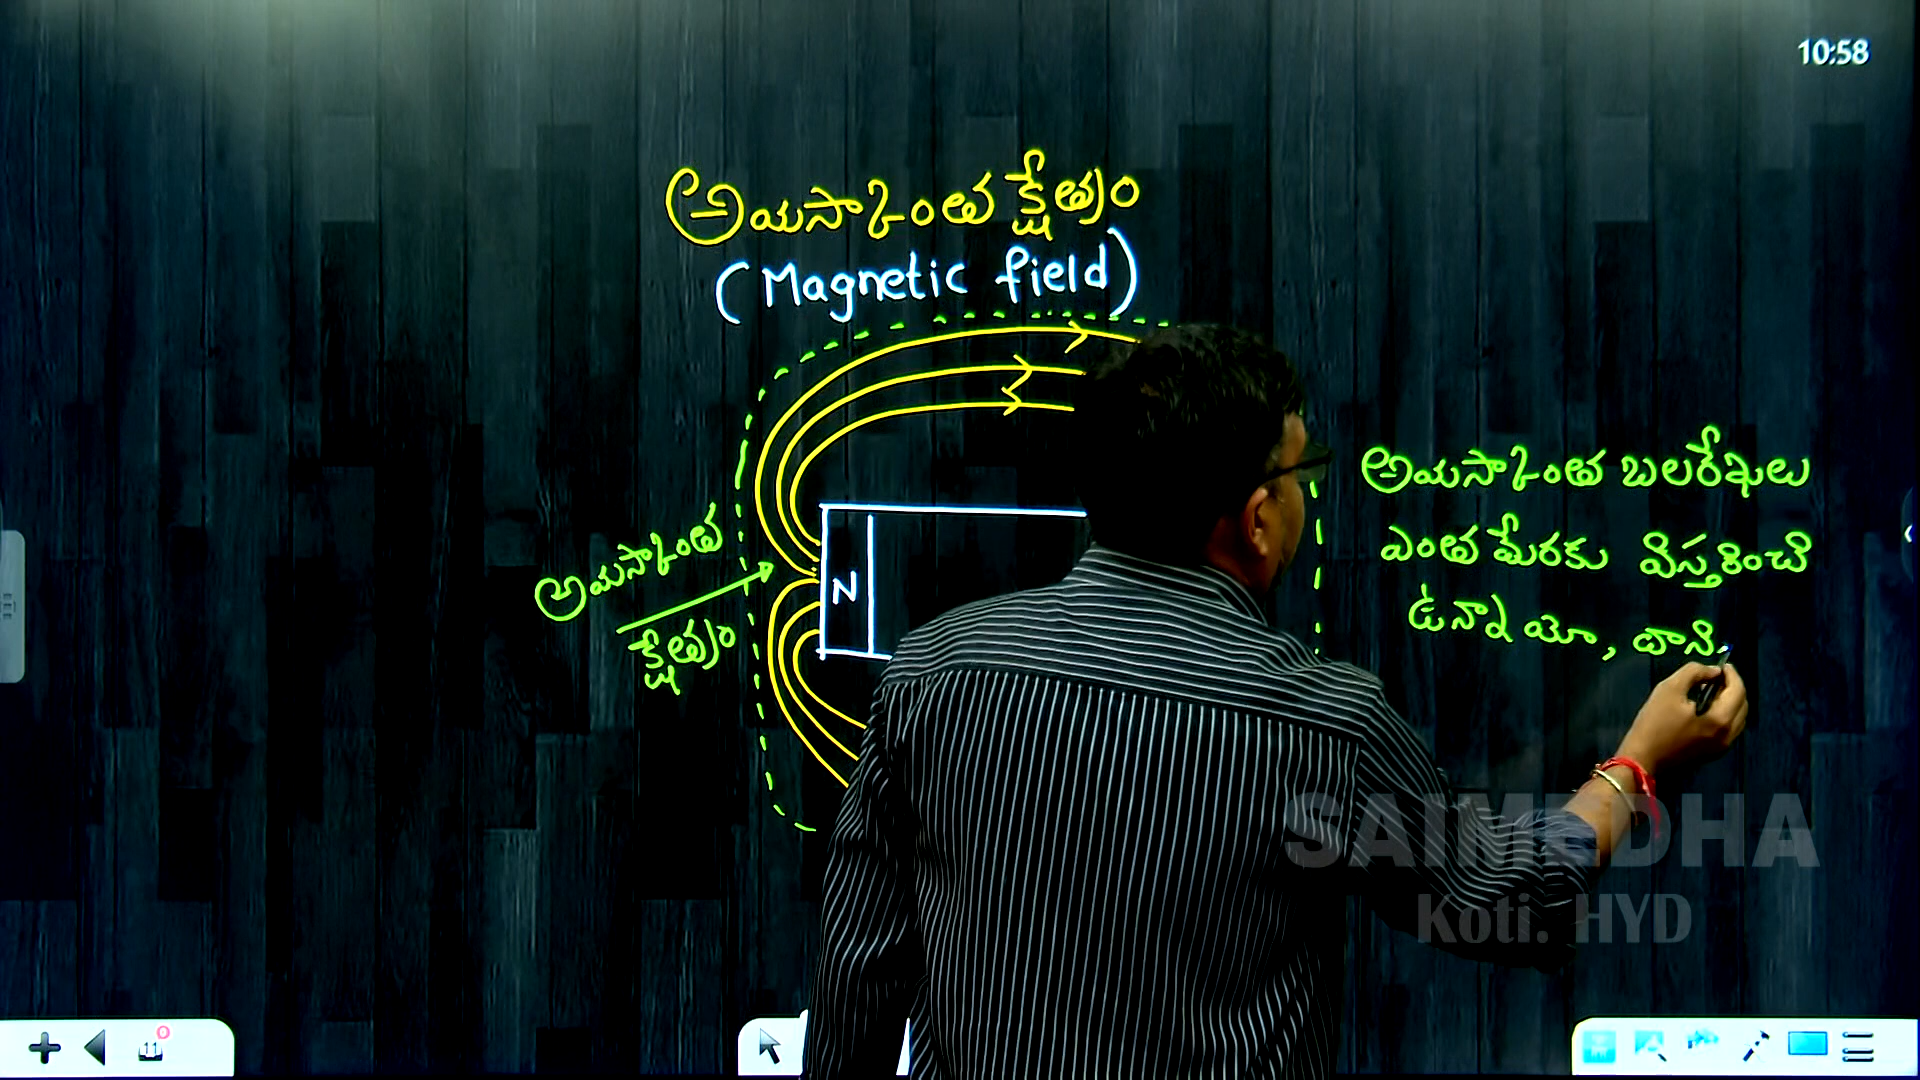 10:58
అయస్కాంత క్షేత్రం
(Magnetic field)
అయస్కాంత
క్షేత్రం
N
అయస్కాంత బలరేఖలు
ఎంత మేరకు విస్తరించి
ఉన్నాయో, దాని
SAIMEDHA
Koti. HYD